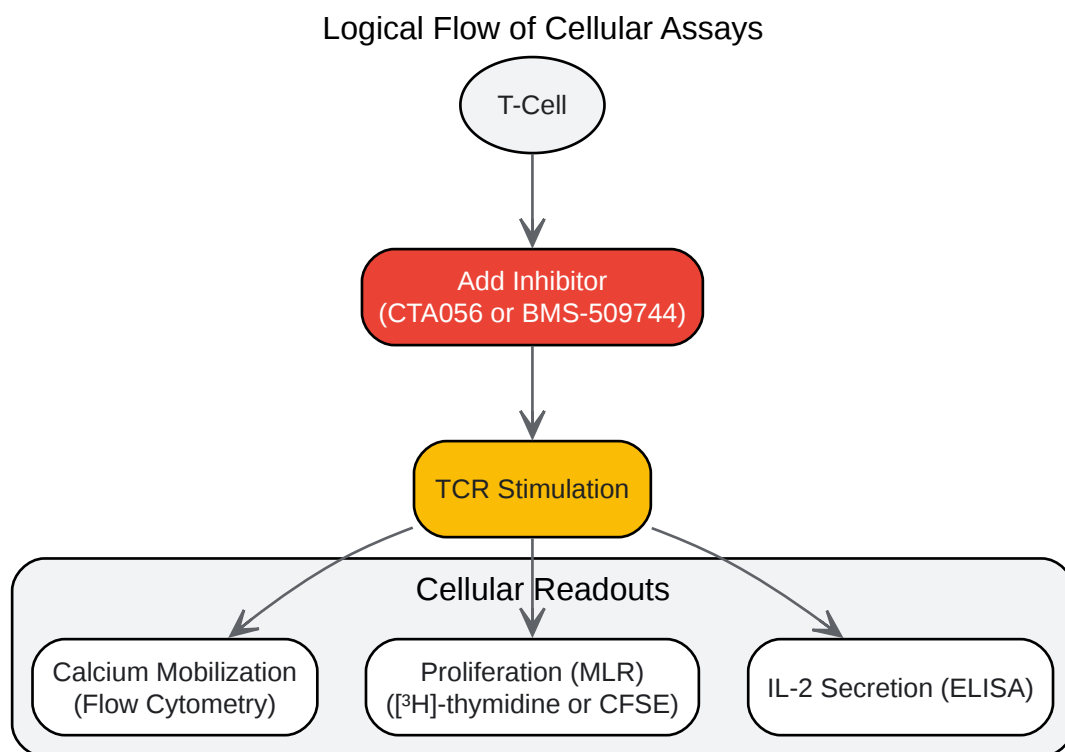 Logical Flow of Cellular Assays
T-Cell
Add Inhibitor
(CTA056 or BMS-509744)
TCR Stimulation
Cellular Readouts
Calcium Mobilization
(Flow Cytometry)
Proliferation (MLR)
([³H]-thymidine or CFSE)
IL-2 Secretion (ELISA)